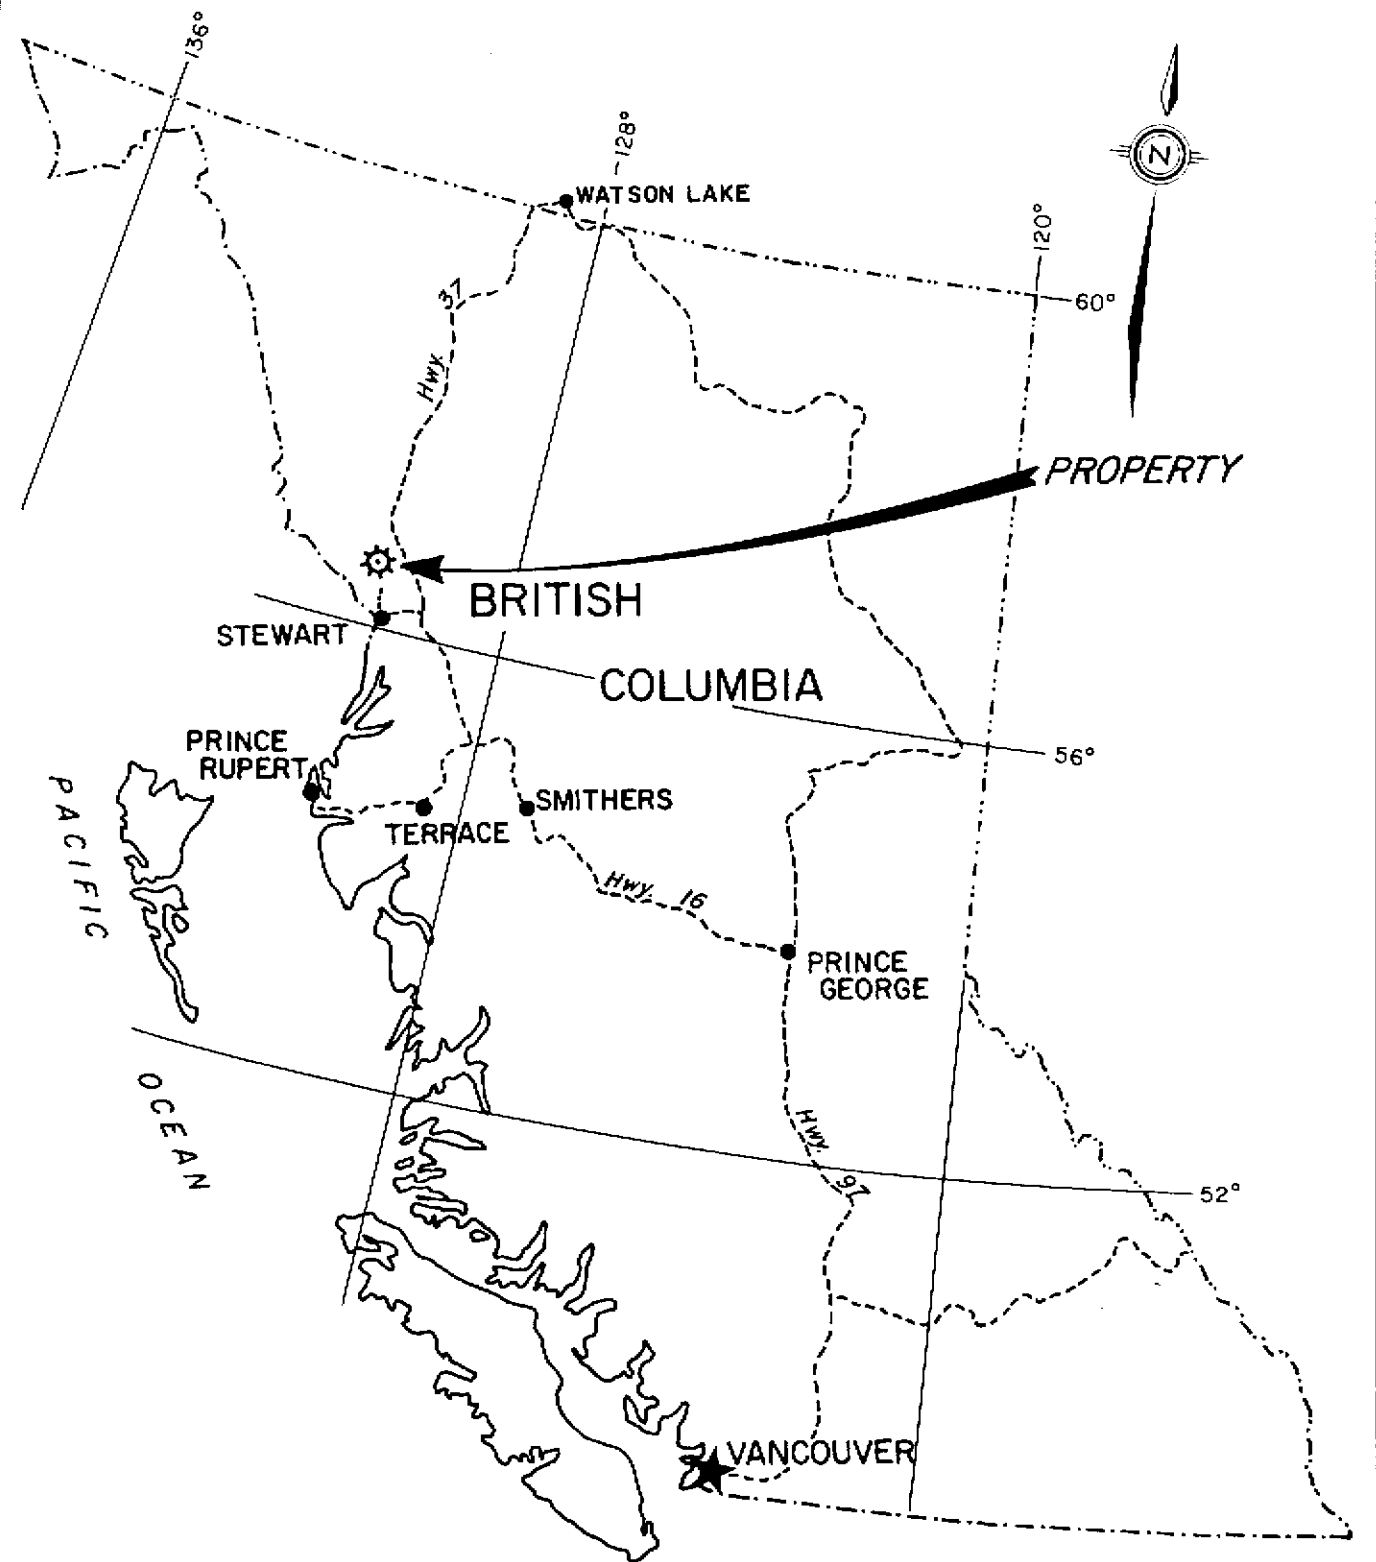 136°
128°
WATSON LAKE
N
120°
60°
Hwy. 37
PROPERTY
BRITISH
STEWART
COLUMBIA
PRINCE
RUPERT
56°
PACIFIC
SMITHERS
TERRACE
Hwy. 16
PRINCE
GEORGE
OCEAN
Hwy. 97
52°
VANCOUVER